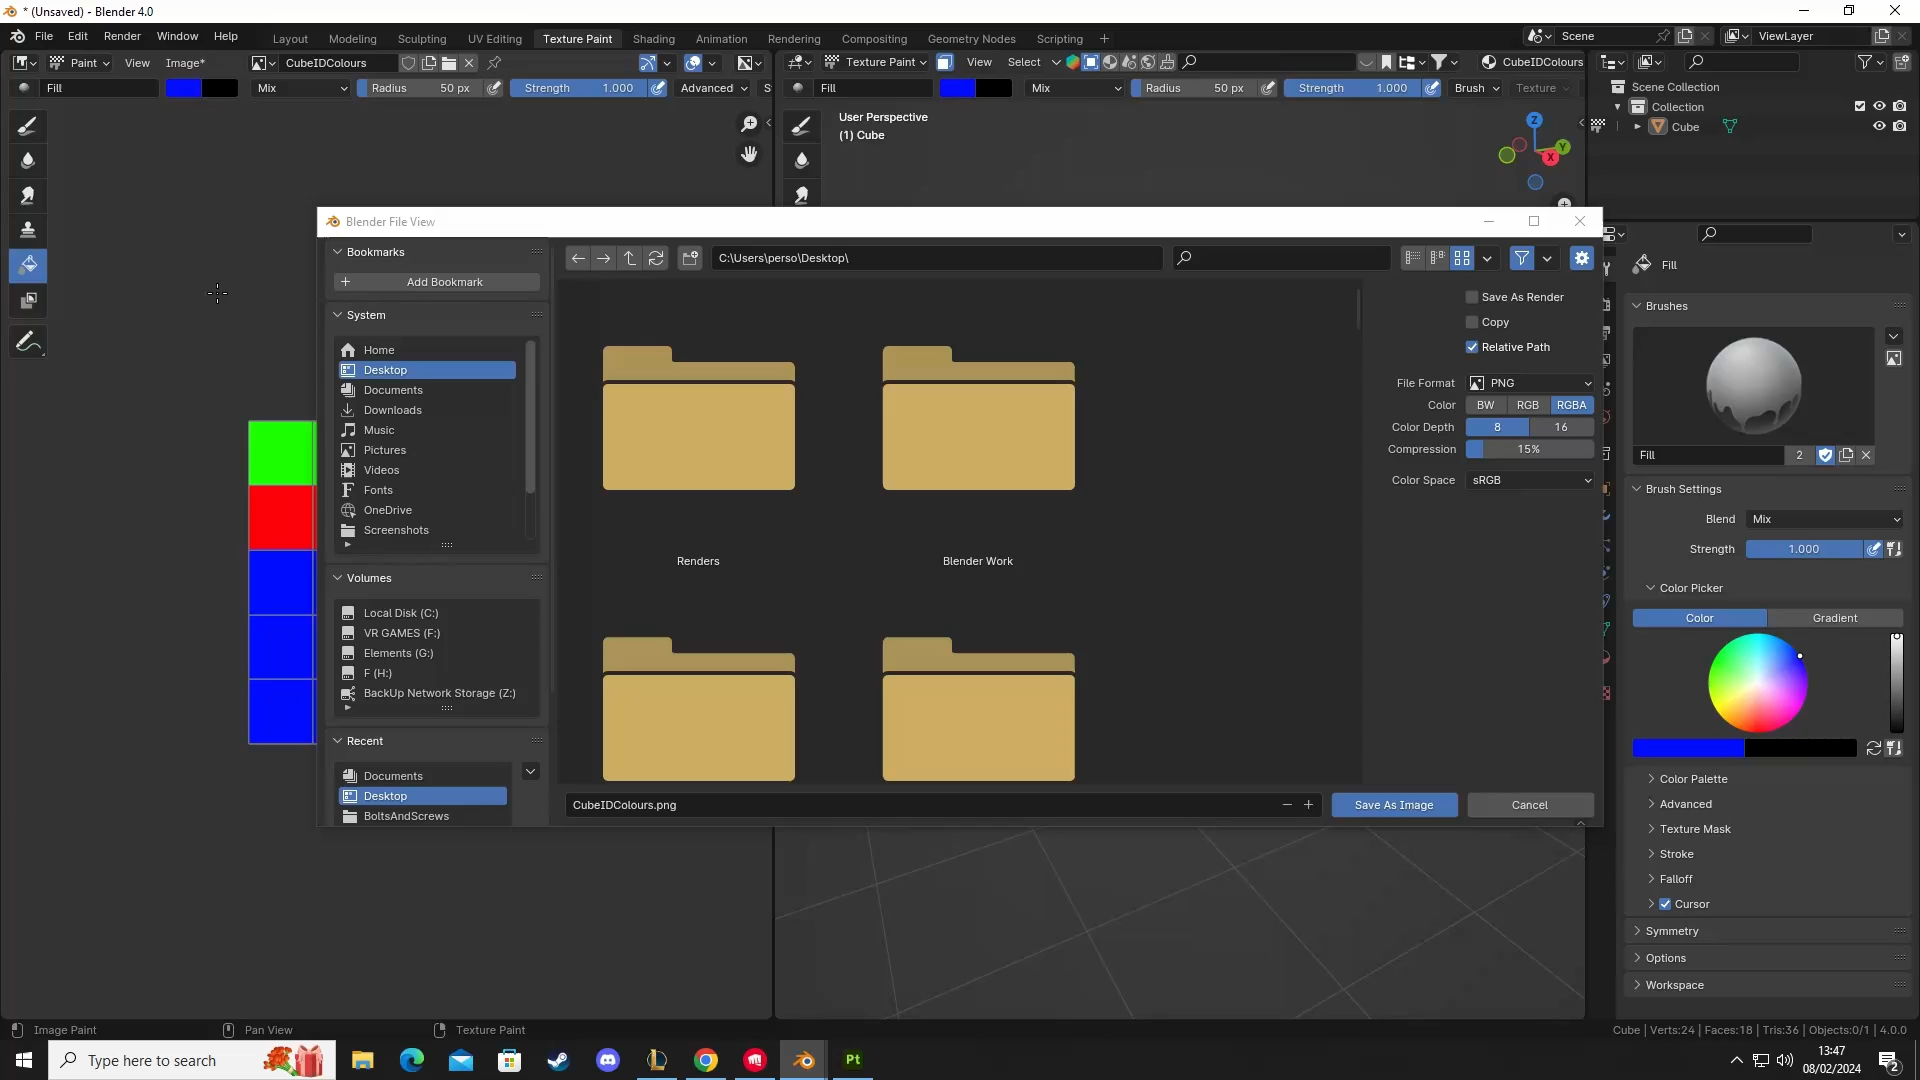 * (Unsaved) - Blender 4.0
File Edit Render Window Help
Layout Modeling Sculpting UV Editing Texture Paint Shading Animation Rendering Compositing Geometry Nodes Scripting +
Scene
ViewLayer
Paint View Image*
CubeIDColours
Texture Paint View Select
CubeIDColours
Fill Mix Radius 50 px Strength 1.000 Advanced S
Fill Mix Radius 50 px Strength 1.000 Brush Texture
User Perspective
(1) Cube
Z
Y
X
Scene Collection
Collection
Cube
Blender File View
Bookmarks
Add Bookmark
System
Home
Desktop
Documents
Downloads
Music
Pictures
Videos
Fonts
OneDrive
Screenshots
Volumes
Local Disk (C:)
VR GAMES (F:)
Elements (G:)
F (H:)
BackUp Network Storage (Z:)
Recent
Documents
Desktop
BoltsAndScrews
C:\Users\perso\Desktop\
Renders
Blender Work
Save As Render
Copy
Relative Path
File Format PNG
Color BW RGB RGBA
Color Depth 8 16
Compression 15%
Color Space sRGB
CubeIDColours.png
Save As Image
Cancel
Fill
Brushes
Fill 2
Brush Settings
Blend Mix
Strength 1.000
Color Picker
Color Gradient
Color Palette
Advanced
Texture Mask
Stroke
Falloff
Cursor
Symmetry
Options
Workspace
Image Paint Pan View Texture Paint
Cube | Verts:24 | Faces:18 | Tris:36 | Objects:0/1 | 4.0.0
Type here to search
Pt
13:47
08/02/2024
2